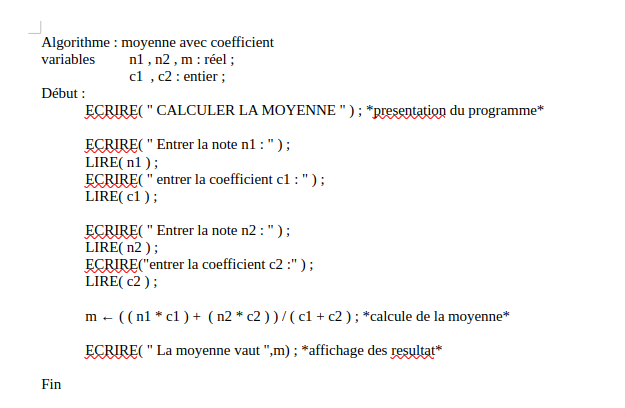 Algorithme : moyenne avec coefficient
variables n1 , n2 , m : réel ;
c1 , c2 : entier ;
Début :
ECRIRE( " CALCULER LA MOYENNE " ) ; *presentation du programme*
ECRIRE( " Entrer la note n1 : " ) ;
LIRE( n1 ) ;
ECRIRE( " entrer la coefficient c1 : " ) ;
LIRE( c1 ) ;
ECRIRE( " Entrer la note n2 : " ) ;
LIRE( n2 ) ;
ECRIRE("entrer la coefficient c2 :" ) ;
LIRE( c2 ) ;
m ← ( ( n1 * c1 ) + ( n2 * c2 ) ) / ( c1 + c2 ) ; *calcule de la moyenne*
ECRIRE( " La moyenne vaut ",m) ; *affichage des resultat*
Fin